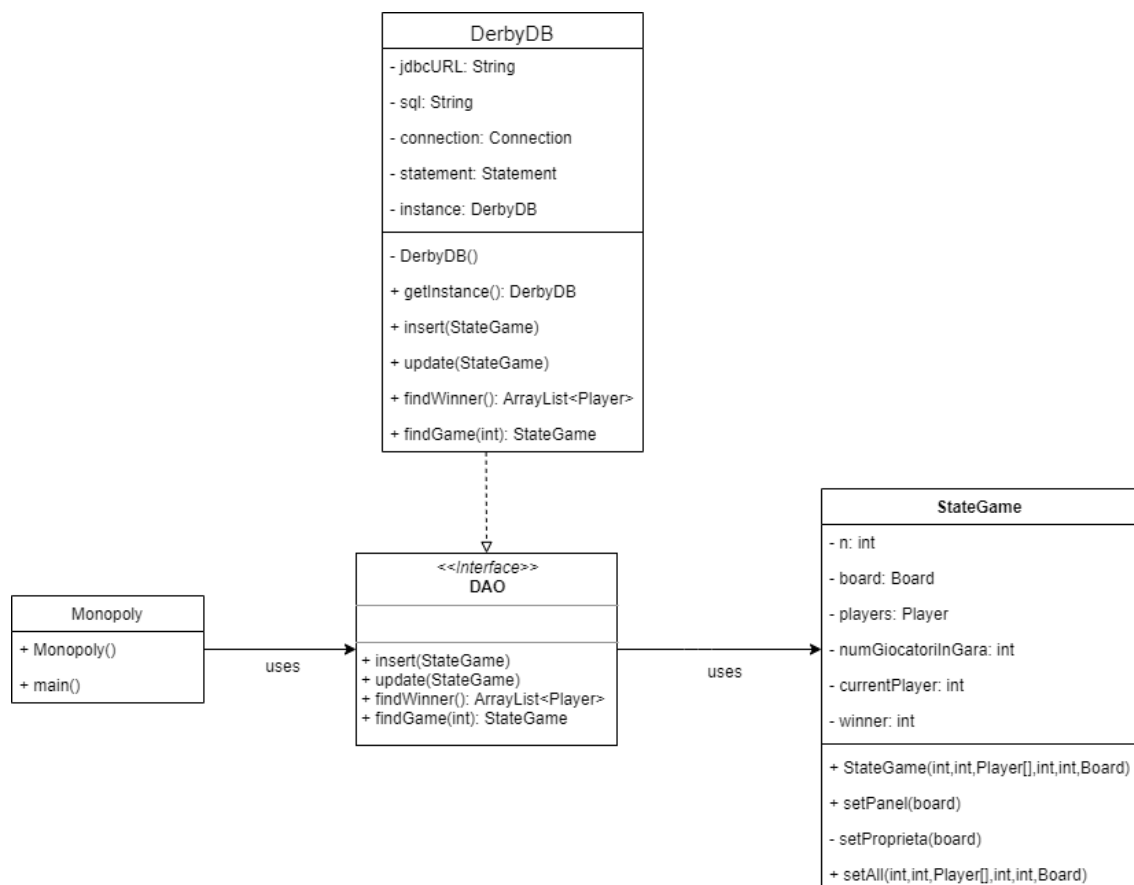 DerbyDB
- jdbcURL: String
- sql: String
- connection: Connection
- statement: Statement
- instance: DerbyDB
- DerbyDB()
+ getInstance(): DerbyDB
+ insert(StateGame)
+ update(StateGame)
+ findWinner(): ArrayList<Player>
+ findGame(int): StateGame
Monopoly
+ Monopoly()
+ main()
uses
<<Interface>>
DAO
+ insert(StateGame)
+ update(StateGame)
+ findWinner(): ArrayList<Player>
+ findGame(int): StateGame
uses
StateGame
- n: int
- board: Board
- players: Player
- numGiocatoriInGara: int
- currentPlayer: int
- winner: int
+ StateGame(int,int,Player[],int,int,Board)
+ setPanel(board)
- setProprieta(board)
+ setAll(int,int,Player[],int,int,Board)